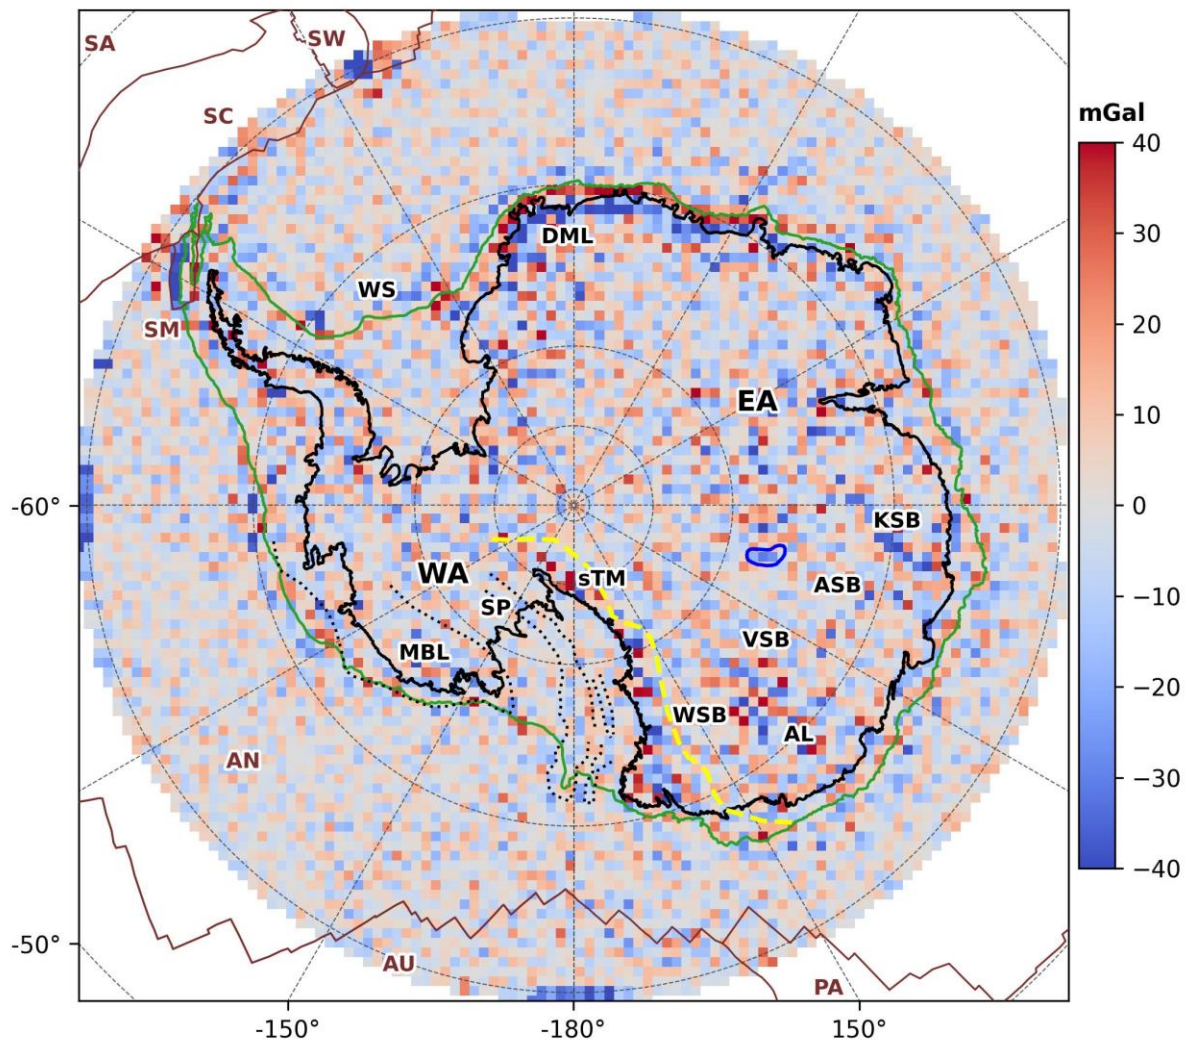 SA
SW
SC
mGal
40
DML
30
WS
SM
20
EA
10
-60°
KSB
0
WA
sTM
ASB
SP
−10
VSB
MBL
−20
WSB
AL
AN
−30
−40
-50°
AU
PA
-150°
-180°
150°